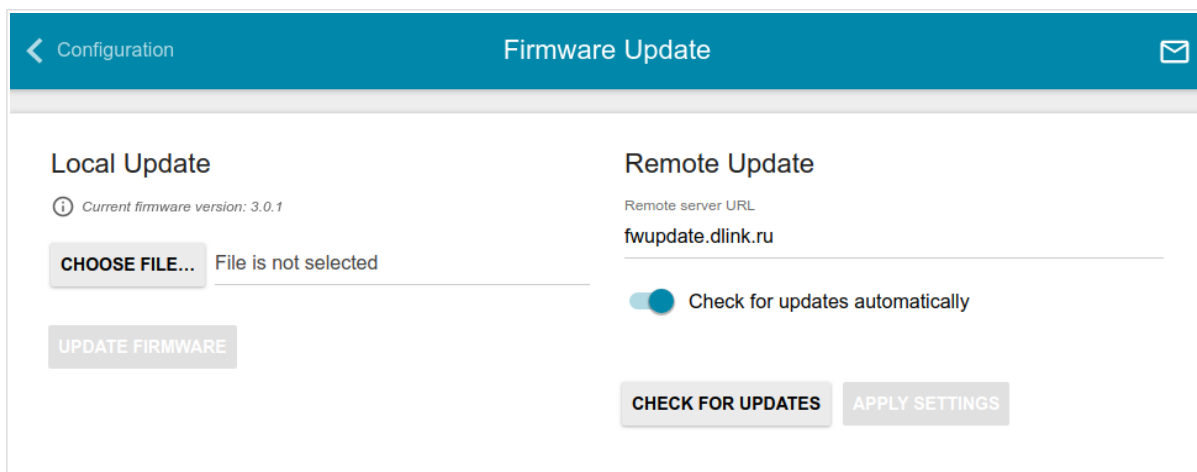 Configuration
Firmware Update
Local Update
Current firmware version: 3.0.1
CHOOSE FILE...
File is not selected
UPDATE FIRMWARE
Remote Update
Remote server URL
fwupdate.dlink.ru
Check for updates automatically
CHECK FOR UPDATES
APPLY SETTINGS